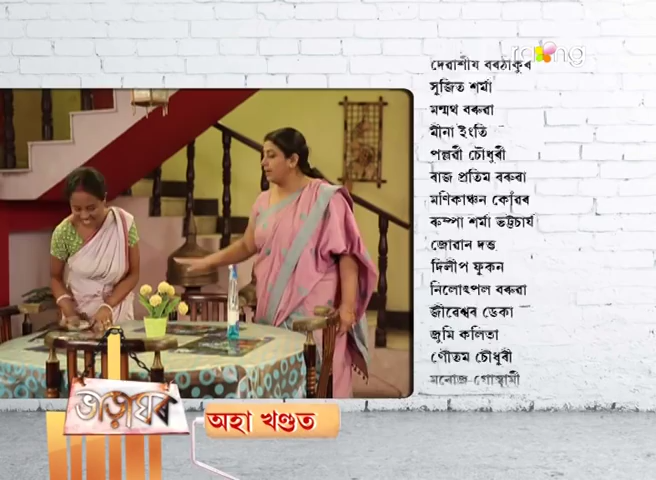 rang
দেৱাশীষ বৰঠাকুৰ
সুজিত শৰ্মা
মন্মথ বৰুৱা
মীনা ইংতি
পল্লৱী চৌধুৰী
ৰাজ প্ৰতিম বৰুৱা
মণিকাঞ্চন কোঁৱৰ
ৰুম্পা শৰ্মা ভট্টচাৰ্য
জোৱান দত্ত
দিলীপ ফুকন
নিলোৎপল বৰুৱা
জীৱেশ্বৰ ডেকা
জুমি কলিতা
গৌতম চৌধুৰী
মনোজ গোস্বামী
ভাড়াঘৰ
অহা খণ্ডত